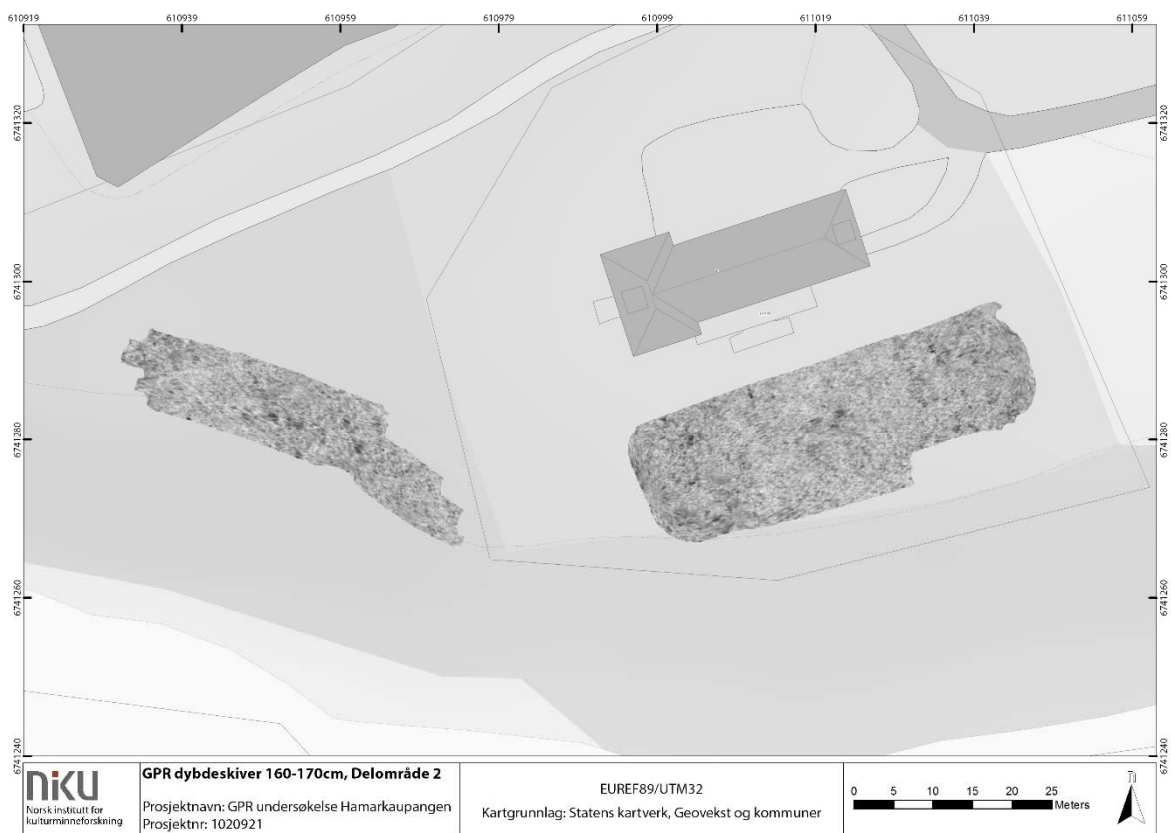 610919 610939 610959 610979 610999 611019 611039 611059
6741320 6741320
6741300 6741300
6741280 6741280
6741260 6741260
6741240 6741240
niKU
Norsk institutt for
kulturminneforskning
GPR dybdeskiver 160-170cm, Delområde 2
Prosjektnavn: GPR undersøkelse Hamarkaupangen
Prosjektnr: 1020921
EUREF89/UTM32
Kartgrunnlag: Statens kartverk, Geovekst og kommuner
0 5 10 15 20 25
Meters